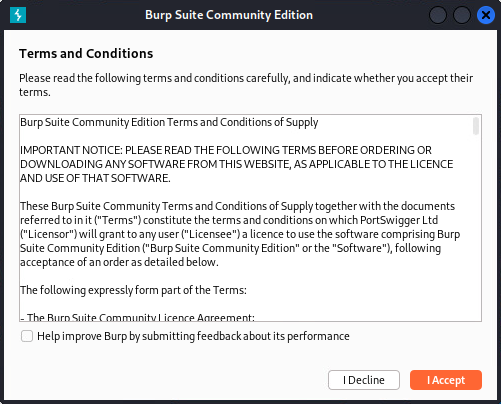 Burp Suite Community Edition
Terms and Conditions
Please read the following terms and conditions carefully, and indicate whether you accept their
terms.
Burp Suite Community Edition Terms and Conditions of Supply
IMPORTANT NOTICE: PLEASE READ THE FOLLOWING TERMS BEFORE ORDERING OR
DOWNLOADING ANY SOFTWARE FROM THIS WEBSITE, AS APPLICABLE TO THE LICENCE
AND USE OF THAT SOFTWARE.
These Burp Suite Community Terms and Conditions of Supply together with the documents
referred to in it ("Terms") constitute the terms and conditions on which PortSwigger Ltd
("Licensor") will grant to any user ("Licensee") a licence to use the software comprising Burp
Suite Community Edition ("Burp Suite Community Edition" or the "Software"), following
acceptance of an order as detailed below.
The following expressly form part of the Terms:
- The Burp Suite Community Licence Agreement;
Help improve Burp by submitting feedback about its performance
I Decline
I Accept